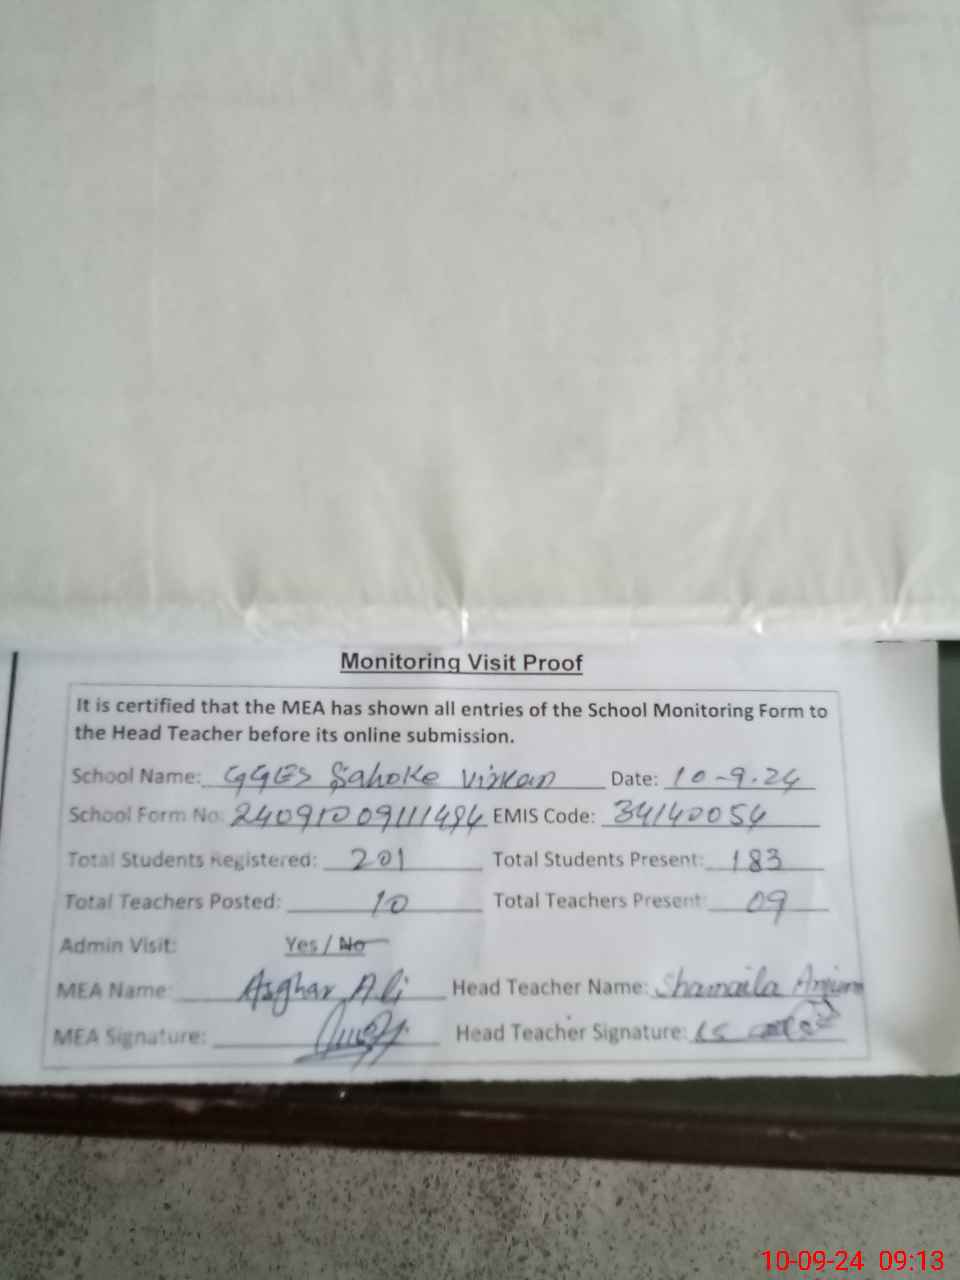 Monitoring Visit Proof
It is certified that the MEA has shown all entries of the School Monitoring Form to
the Head Teacher before its online submission.
School Name: GGES Sahoke Virkan Date: 10-9-24
School Form No: 24091009111494 EMIS Code: 34140054
Total Students Registered: 201 Total Students Present: 183
Total Teachers Posted: 10 Total Teachers Present: 09
Admin Visit: Yes / No
MEA Name: Asghar Ali Head Teacher Name: Shamaila Anjum
MEA Signature: Head Teacher Signature:
10-09-24 09:13